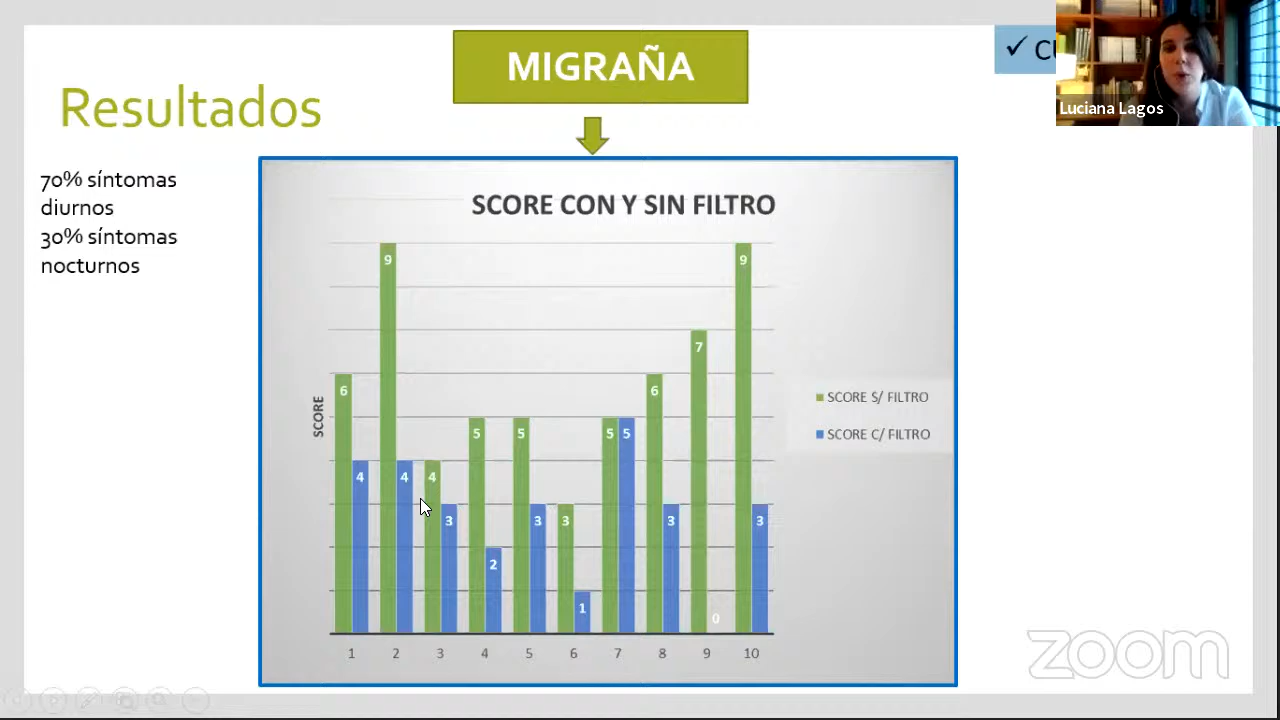 MIGRAÑA
✓ CU
Luciana Lagos
Resultados
70% síntomas
diurnos
30% síntomas
nocturnos
SCORE CON Y SIN FILTRO
SCORE
6 4
9 4
4 3
5 2
5 3
3 1
5 5
6 3
7 0
9 3
1 2 3 4 5 6 7 8 9 10
SCORE S/ FILTRO
SCORE C/ FILTRO
zoom